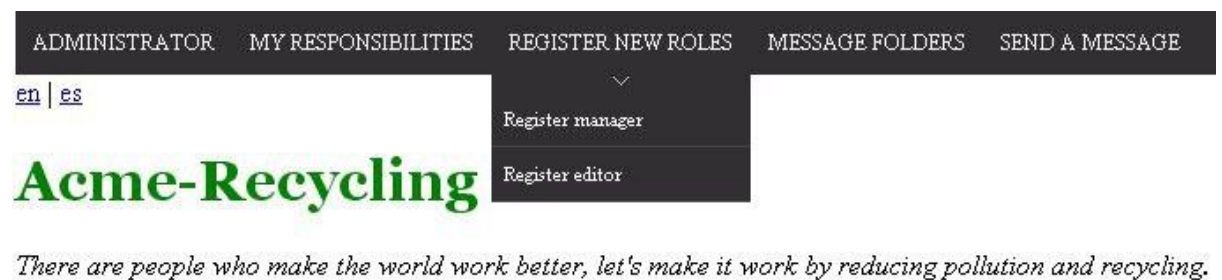 ADMINISTRATOR MY RESPONSIBILITIES REGISTER NEW ROLES MESSAGE FOLDERS SEND A MESSAGE
en | es
Register manager
Register editor
Acme-Recycling
There are people who make the world work better, let's make it work by reducing pollution and recycling.